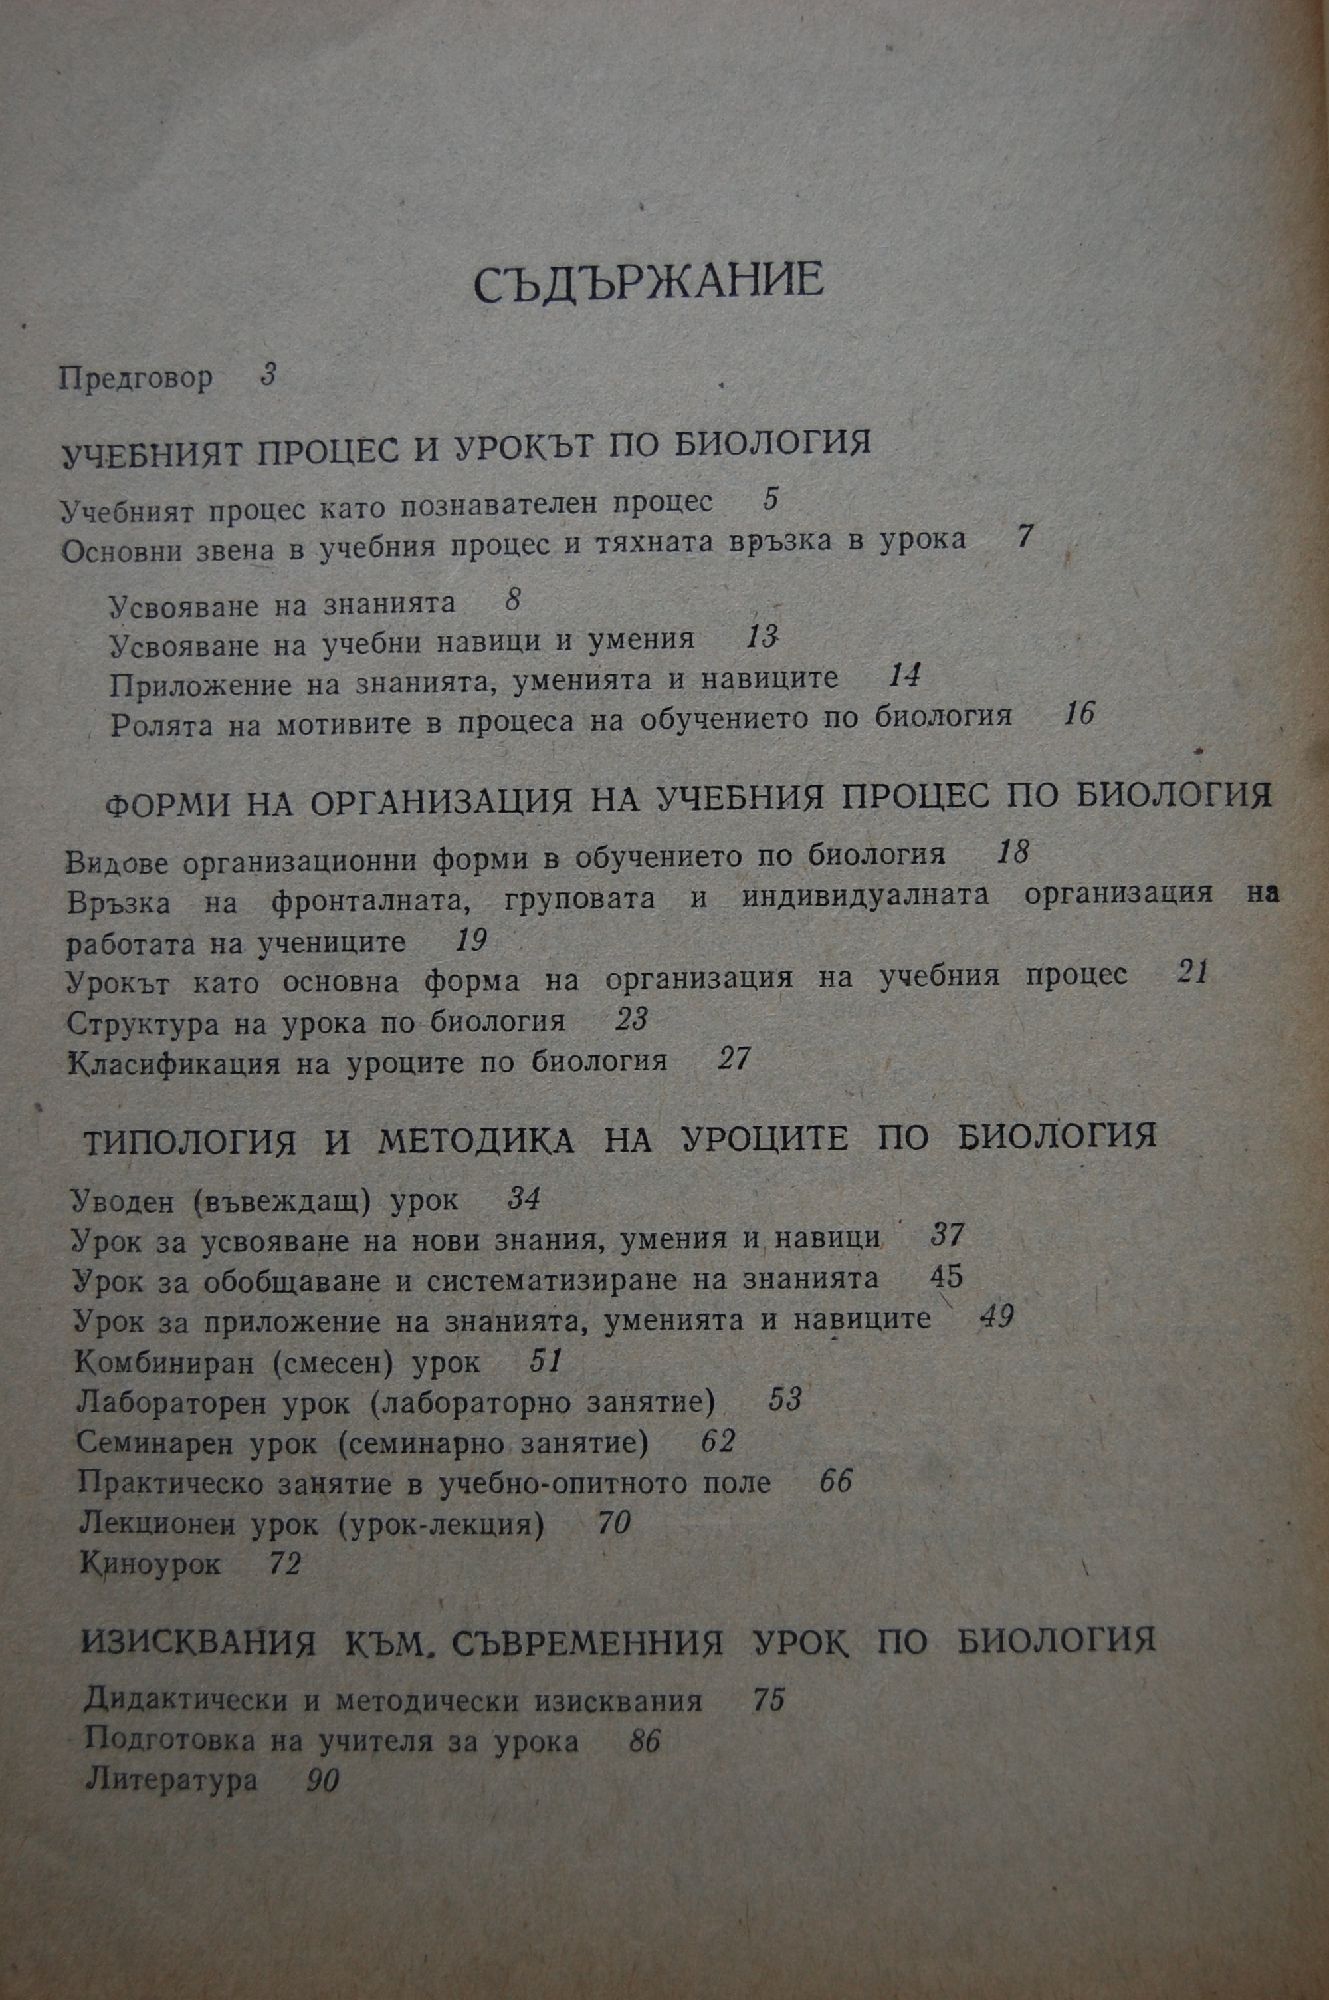 СЪДЪРЖАНИЕ
Предговор 3
УЧЕБНИЯТ ПРОЦЕС И УРОКЪТ ПО БИОЛОГИЯ
Учебният процес като познавателен процес 5
Основни звена в учебния процес и тяхната връзка в урока 7
Усвояване на знанията 8
Усвояване на учебни навици и умения 13
Приложение на знанията, уменията и навиците 14
Ролята на мотивите в процеса на обучението по биология 16
ФОРМИ НА ОРГАНИЗАЦИЯ НА УЧЕБНИЯ ПРОЦЕС ПО БИОЛОГИЯ
Видове организационни форми в обучението по биология 18
Връзка на фронталната, груповата и индивидуалната организация на
работата на учениците 19
Урокът като основна форма на организация на учебния процес 21
Структура на урока по биология 23
Класификация на уроците по биология 27
ТИПОЛОГИЯ И МЕТОДИКА НА УРОЦИТЕ ПО БИОЛОГИЯ
Уводен (въвеждащ) урок 34
Урок за усвояване на нови знания, умения и навици 37
Урок за обобщаване и систематизиране на знанията 45
Урок за приложение на знанията, уменията и навиците 49
Комбиниран (смесен) урок 51
Лабораторен урок (лабораторно занятие) 53
Семинарен урок (семинарно занятие) 62
Практическо занятие в учебно-опитното поле 66
Лекционен урок (урок-лекция) 70
Киноурок 72
ИЗИСКВАНИЯ КЪМ. СЪВРЕМЕННИЯ УРОК ПО БИОЛОГИЯ
Дидактически и методически изисквания 75
Подготовка на учителя за урока 86
Литература 90